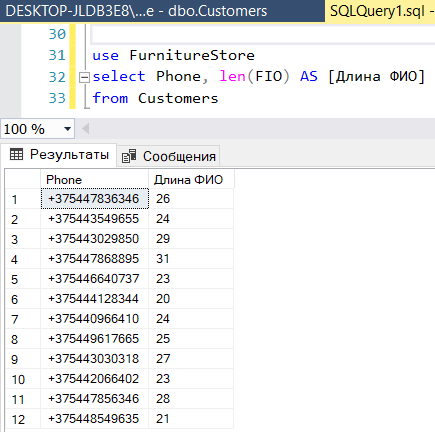 DESKTOP-JLDB3E8\...e - dbo.Customers
SQLQuery1.sql -
30
31 use FurnitureStore
32 select Phone, len(FIO) AS [Длина ФИО]
33 from Customers
100 %
Результаты Сообщения
Phone Длина ФИО
1 +375447836346 26
2 +375443549655 24
3 +375443029850 29
4 +375447868895 31
5 +375446640737 23
6 +375444128344 20
7 +375440966410 24
8 +375449617665 25
9 +375443030318 27
10 +375442066402 23
11 +375447856346 28
12 +375448549635 21